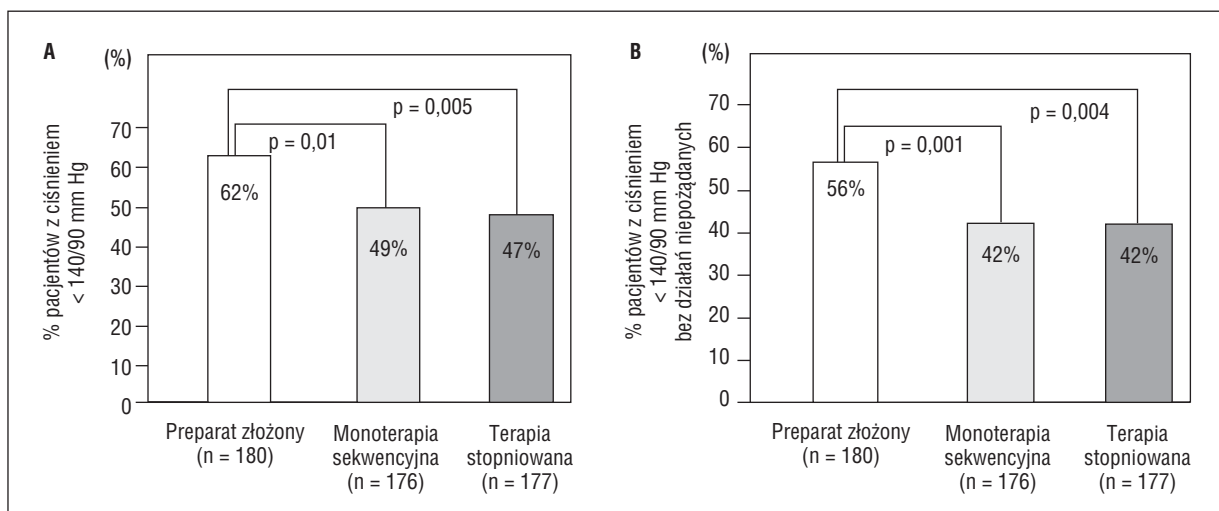 A
(%)
% pacjentów z ciśnieniem
< 140/90 mm Hg
70
60
50
40
30
20
10
0
p = 0,005
p = 0,01
62%
49%
47%
Preparat złożony
(n = 180)
Monoterapia
sekwencyjna
(n = 176)
Terapia
stopniowana
(n = 177)
B
(%)
% pacjentów z ciśnieniem
< 140/90 mm Hg
bez działań niepożądanych
70
60
50
40
30
20
10
0
p = 0,004
p = 0,001
56%
42%
42%
Preparat złożony
(n = 180)
Monoterapia
sekwencyjna
(n = 176)
Terapia
stopniowana
(n = 177)